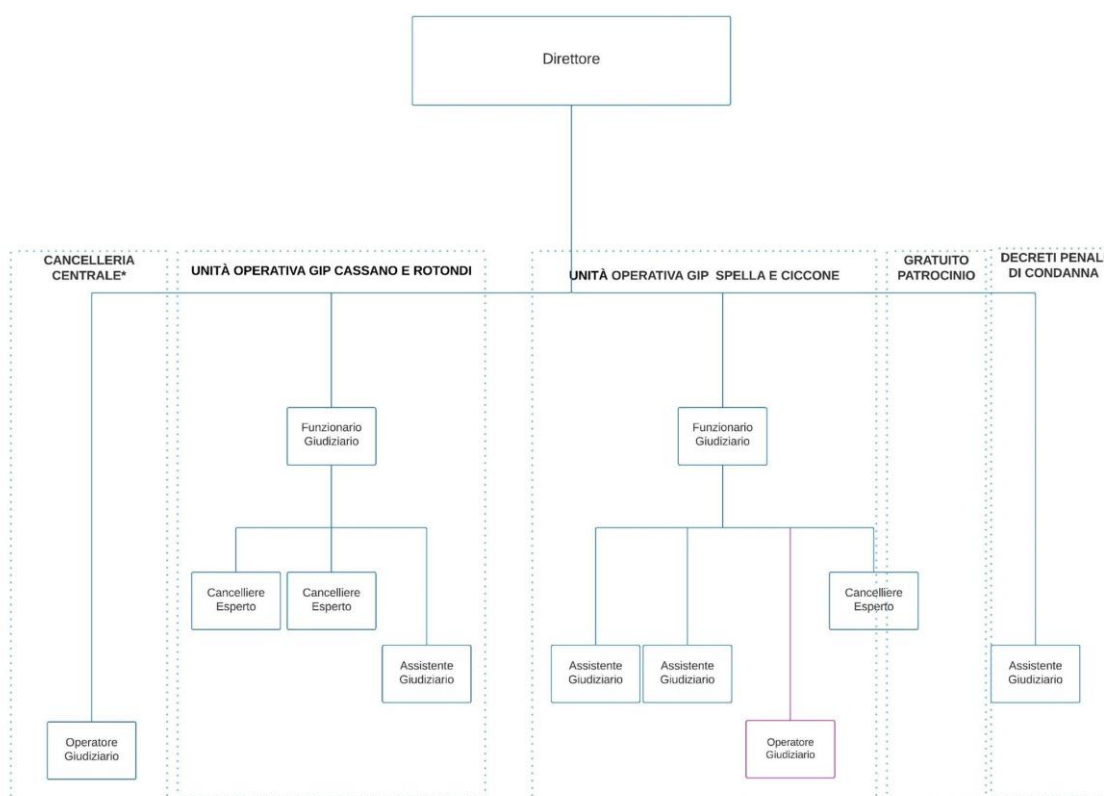 Direttore
CANCELLERIA
CENTRALE*
UNITÀ OPERATIVA GIP CASSANO E ROTONDI
UNITÀ OPERATIVA GIP SPELLA E CICCONE
GRATUITO
PATROCINIO
DECRETI PENALI
DI CONDANNA
Funzionario
Giudiziario
Funzionario
Giudiziario
Cancelliere
Esperto
Cancelliere
Esperto
Cancelliere
Esperto
Assistente
Giudiziario
Assistente
Giudiziario
Assistente
Giudiziario
Assistente
Giudiziario
Operatore
Giudiziario
Operatore
Giudiziario